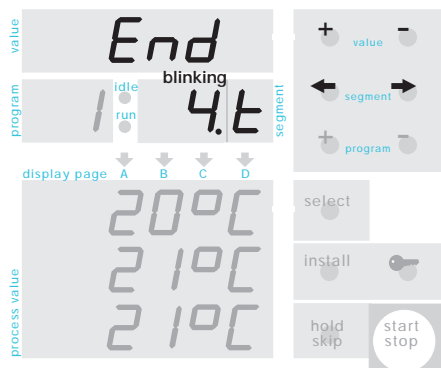 value
End
+ -
value
blinking
program
1
idle
run
4.t
segment
segment
+ -
program
display page A B C D
process value
20°C
21°C
21°C
select
install
hold
skip
start
stop